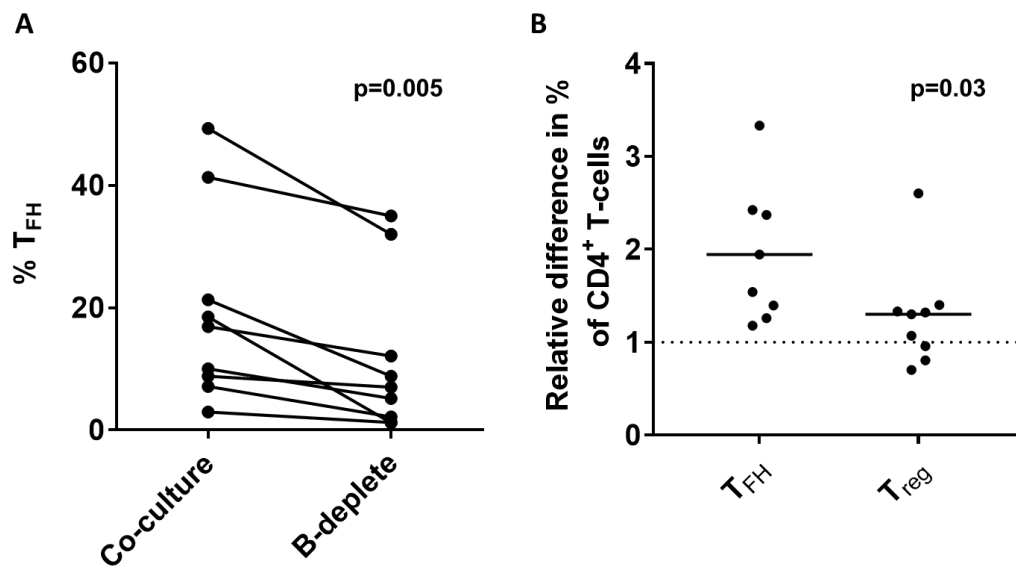 A
60
40
20
0
% TFH
p=0.005
Co-culture
B-deplete
B
4
3
2
1
0
Relative difference in %
of CD4+ T-cells
p=0.03
TFH
Treg